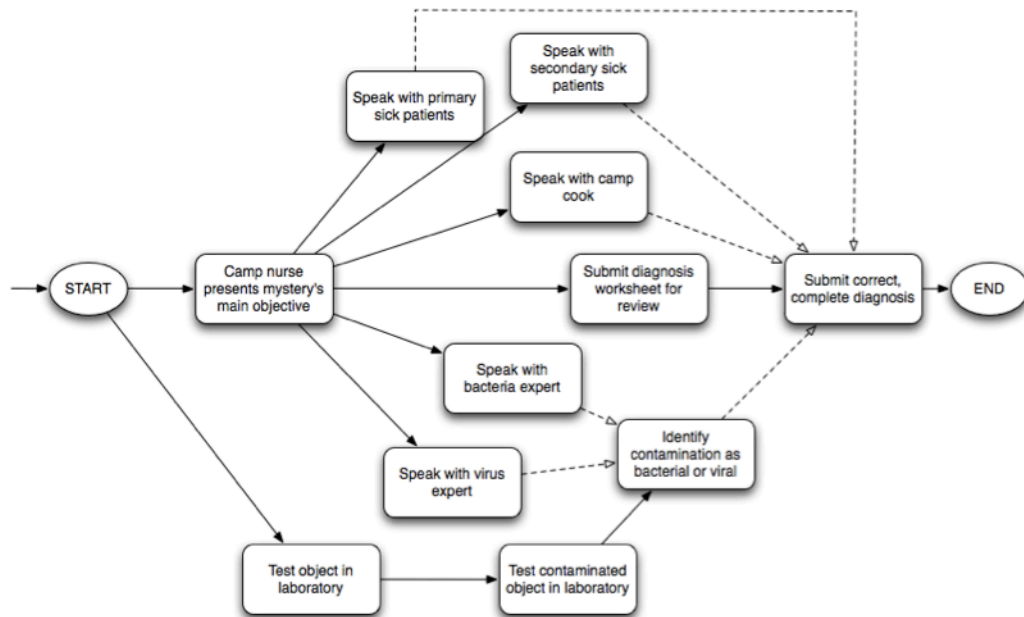 Speak with primary
sick patients
Speak with
secondary sick
patients
Speak with camp
cook
START
Camp nurse
presents mystery's
main objective
Submit diagnosis
worksheet for
review
Submit correct,
complete diagnosis
END
Speak with
bacteria expert
Speak with virus
expert
Identify
contamination as
bacterial or viral
Test object in
laboratory
Test contaminated
object in laboratory